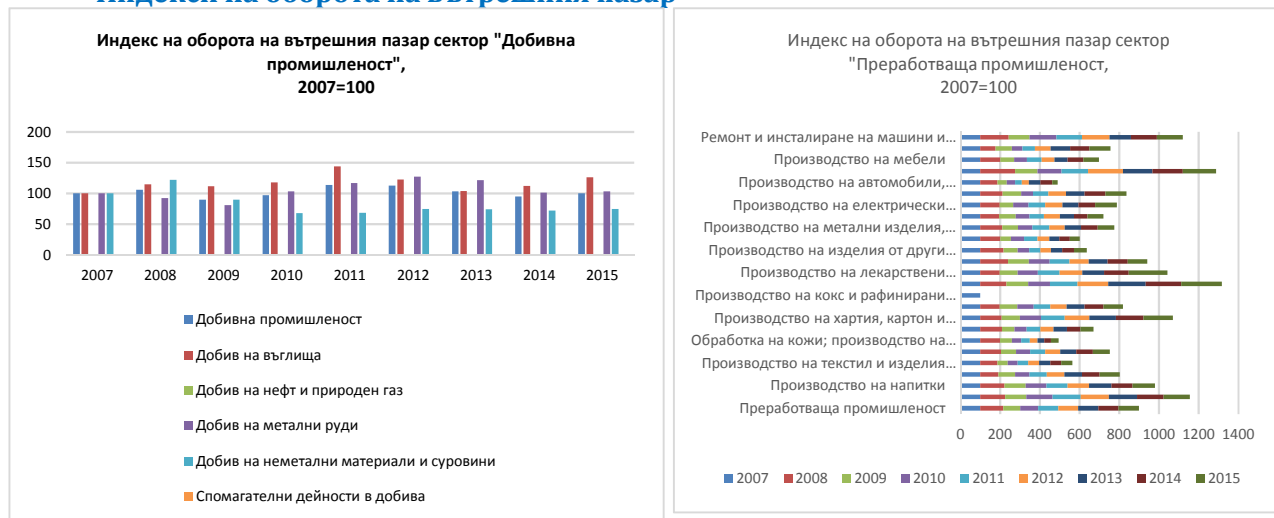 Индекси на оборота на вътрешния пазар
Индекс на оборота на вътрешния пазар сектор "Добивна
промишленост",
2007=100
200
150
100
50
0
2007 2008 2009 2010 2011 2012 2013 2014 2015
Добивна промишленост
Добив на въглища
Добив на нефт и природен газ
Добив на метални руди
Добив на неметални материали и суровини
Спомагателни дейности в добива
Индекс на оборота на вътрешния пазар сектор
"Преработваща промишленост,
2007=100
Ремонт и инсталиране на машини и…
Производство на мебели
Производство на автомобили,…
Производство на електрически…
Производство на метални изделия,…
Производство на изделия от други…
Производство на лекарствени…
Производство на кокс и рафинирани…
Производство на хартия, картон и…
Обработка на кожи; производство на…
Производство на текстил и изделия…
Производство на напитки
Преработваща промишленост
0 200 400 600 800 1000 1200 1400
2007 2008 2009 2010 2011 2012 2013 2014 2015